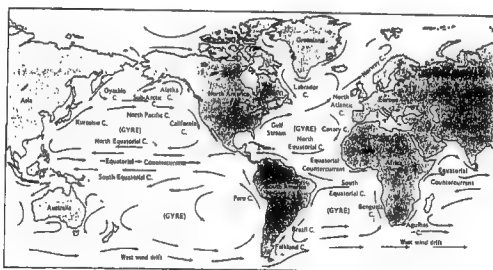 Greenland
Asia
Oyashio
C.
Alaska
C.
SubArctic
C.
North America
Labrador
C.
North
Atlantic
C.
Europe
North Pacific C.
Kuroshio C.
(GYRE)
California
C.
Gulf
Stream
(GYRE)
Canary C.
North Equatorial C.
North
Equatorial C.
Africa
Equatorial Countercurrent
Equatorial
Countercurrent
Equatorial
Countercurrent
South Equatorial C.
South America
South
Equatorial C.
Australia
Peru C.
(GYRE)
Brazil C.
(GYRE)
Benguela
C.
Agulhas
C.
Falkland C.
West wind drift
West wind drift